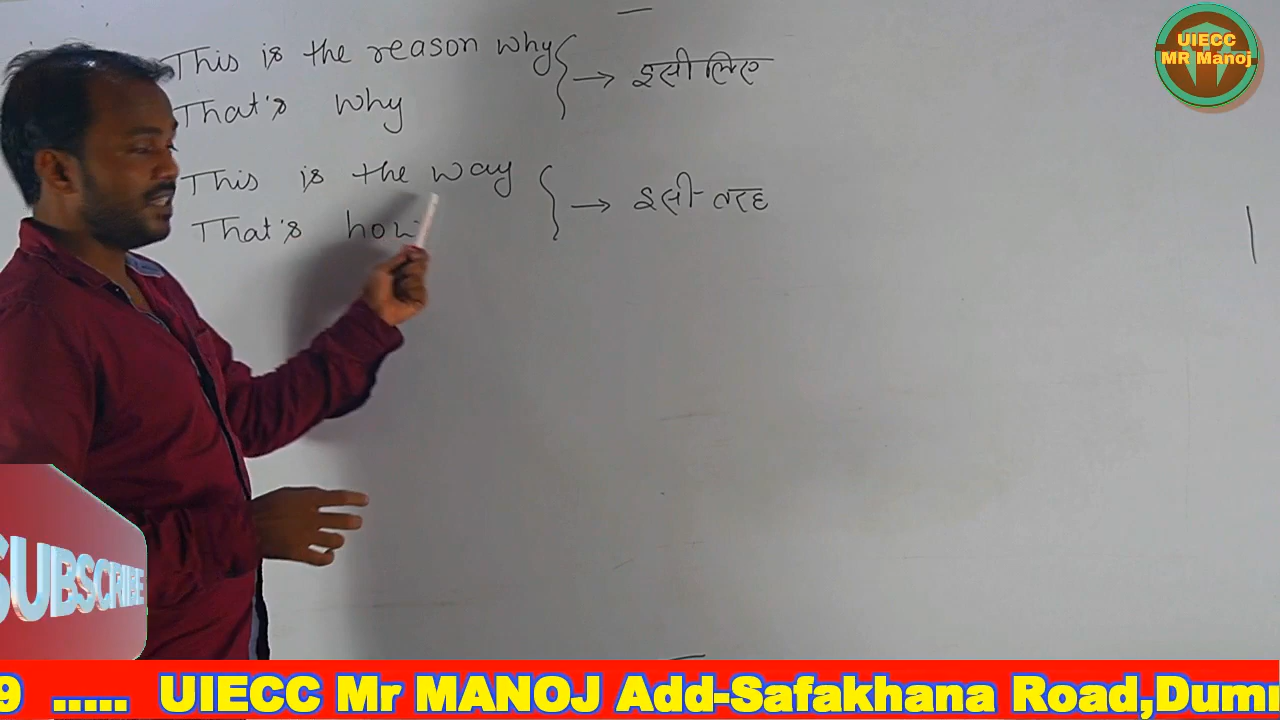 This is the reason why } → इसी लिए
That's why
This is the way } → इसी तरह
That's how
UIECC
MR Manoj
SUBSCRIBE
9 ..... UIECC Mr MANOJ Add-Safakhana Road,Dumr